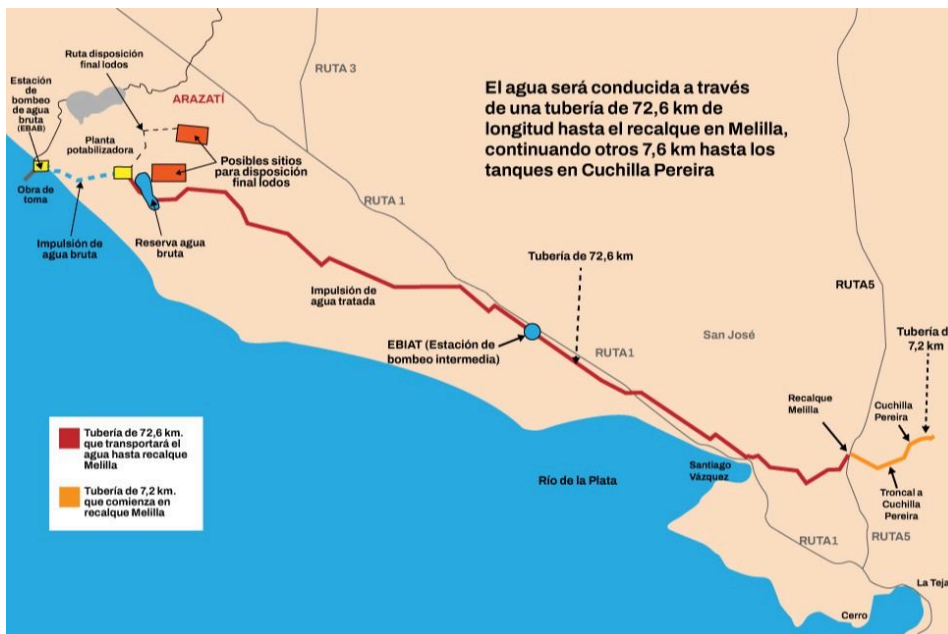 Ruta disposición
final lodos
RUTA 3
Estación
de
bombeo
de agua
bruta
(EBAB)
ARAZATÍ
Planta
potabilizadora
El agua será conducida a través
de una tubería de 72,6 km de
longitud hasta el recalque en Melilla,
continuando otros 7,6 km hasta los
tanques en Cuchilla Pereira
Posibles sitios
para disposición
final lodos
Obra de
toma
RUTA 1
Impulsión de
agua bruta
Reserva agua
bruta
Tubería de 72,6 km
Impulsión de
agua tratada
RUTA5
EBIAT (Estación de
bombeo intermedia)
RUTA1
San José
Tubería d
7,2 km
Recalque
Melilla
Cuchilla
Pereira
Tubería de 72,6 km.
que transportará el
agua hasta recalque
Melilla
Tubería de 7,2 km.
que comienza en
recalque Melilla
Río de la Plata
Santiago
Vázquez
Troncal a
Cuchilla
Pereira
RUTA1
RUTA5
La Teja
Cerro